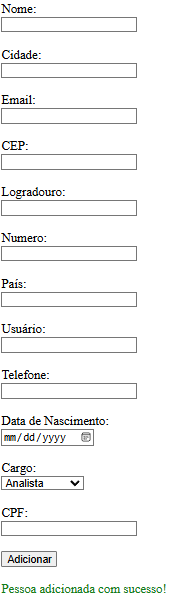 Nome:
Cidade:
Email:
CEP:
Logradouro:
Numero:
País:
Usuário:
Telefone:
Data de Nascimento:
mm/dd/yyyy
Cargo:
Analista
CPF:
Adicionar
Pessoa adicionada com sucesso!